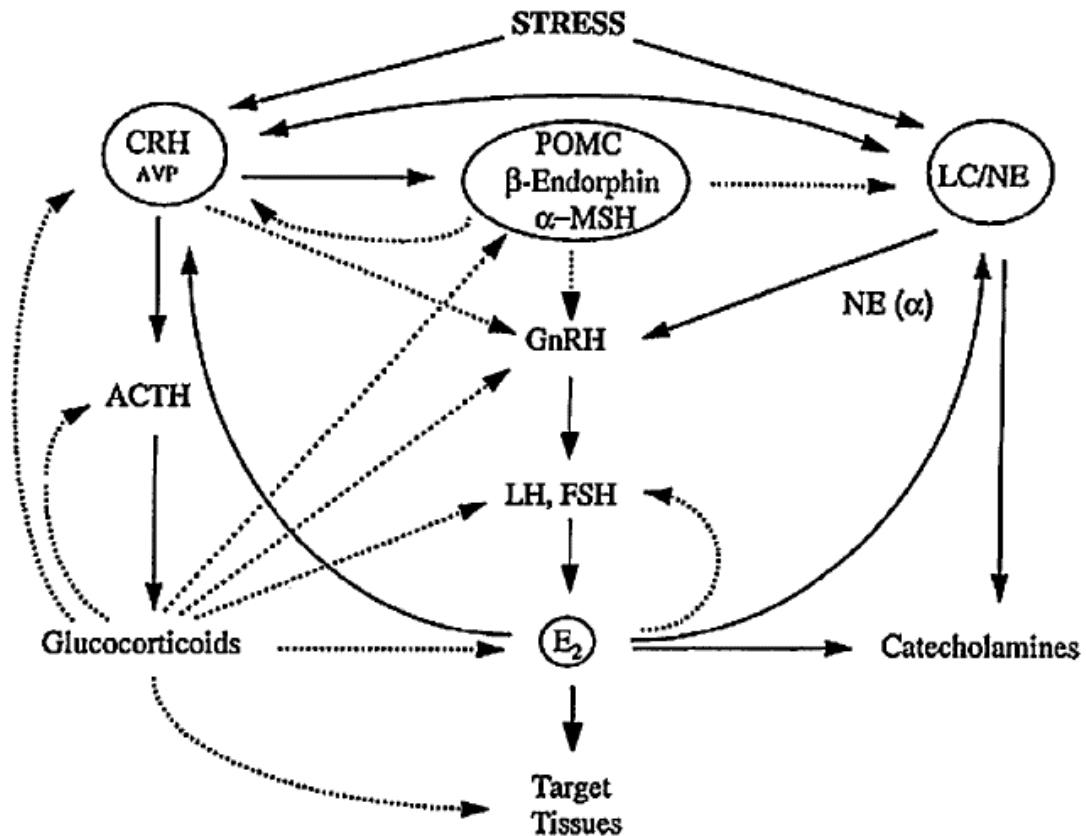 STRESS
CRH
AVP
POMC
β-Endorphin
α-MSH
LC/NE
NE (α)
GnRH
ACTH
LH, FSH
Glucocorticoids
E₂
Catecholamines
Target
Tissues